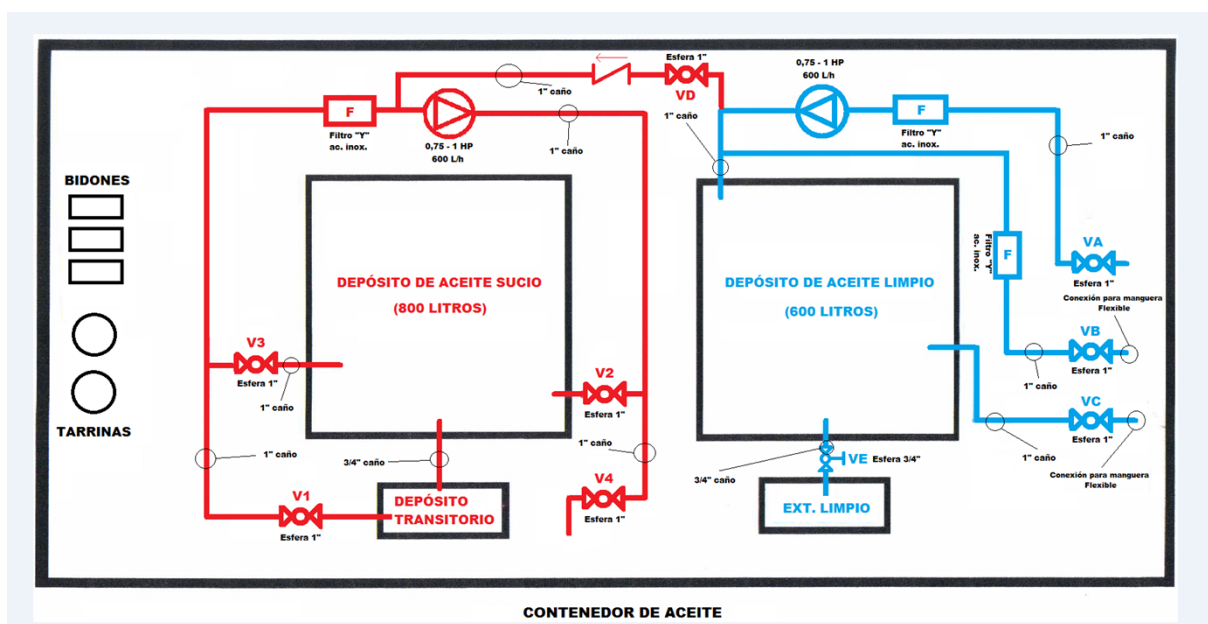 Esfera 1"
VD
0,75 - 1 HP
600 L/h
1" caño
F
Filtro "Y"
ac. inox.
0,75 - 1 HP
600 L/h
1" caño
1" caño
F
Filtro "Y"
ac. inox.
1" caño
BIDONES
TARRINAS
DEPÓSITO DE ACEITE SUCIO
(800 LITROS)
DEPÓSITO DE ACEITE LIMPIO
(600 LITROS)
Filtro "Y"
ac. inox.
F
VA
Esfera 1"
Conexión para manguera
Flexible
VB
Esfera 1"
1" caño
V3
Esfera 1"
1" caño
V2
Esfera 1"
VC
Esfera 1"
1" caño
Conexión para manguera
Flexible
1" caño
3/4" caño
1" caño
VE
Esfera 3/4"
3/4" caño
V1
Esfera 1"
DEPÓSITO
TRANSITORIO
V4
Esfera 1"
EXT. LIMPIO
CONTENEDOR DE ACEITE